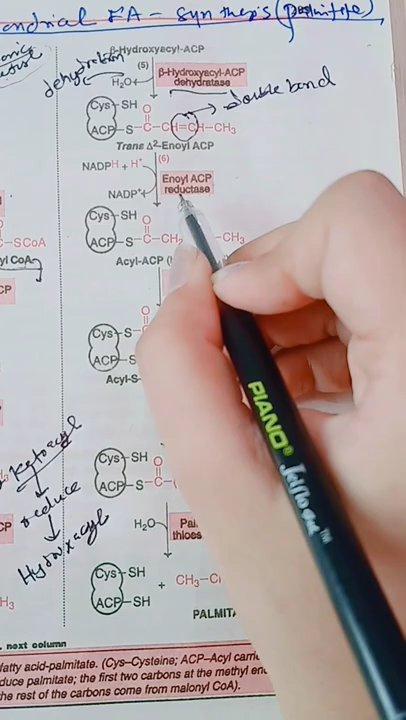 ndrial FA - Synthesis (palmitate)
β-Hydroxyacyl-ACP
dehydration
H₂O (5) β-Hydroxyacyl-ACP
dehydratase
double bond
Cys-SH O
ACP-S-C-CH=CH-CH₃
Trans Δ²-Enoyl ACP
NADPH + H⁺ (6)
Enoyl ACP
NADP⁺ reductase
Cys-SH O
ACP-S-C-CH₂ -CH₃
Acyl-ACP (
-SCoA
yl CoA
CP
Cys-S
ACP-S
Acyl-S-
Ketoacyl
reduce
Hydroxyacyl
Cys-SH O
ACP-S-C-(
H₂O Pal
thioes
CP
Cys-SH
+ CH₃-C
ACP-SH
H₃
PALMITA
next column
fatty acid-palmitate. (Cys-Cysteine; ACP-Acyl carri
duce palmitate; the first two carbons at the methyl en
the rest of the carbons come from malonyl CoA).
PIANO®